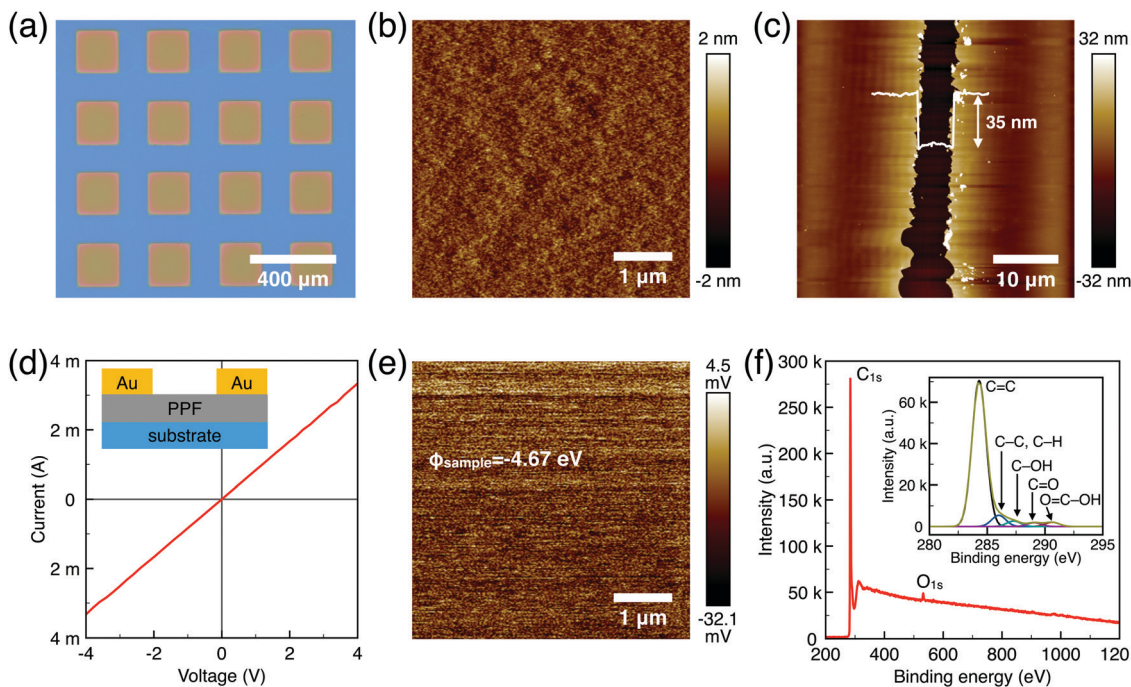 (a)
400 µm
(b)
1 µm
2 nm
-2 nm
(c)
35 nm
10 µm
32 nm
-32 nm
(d)
4 m
2 m
0
2 m
4 m
Current (A)
Au
Au
PPF
substrate
-4
-2
0
2
4
Voltage (V)
(e)
ϕsample=-4.67 eV
1 µm
4.5
mV
-32.1
mV
(f)
300 k
250 k
200 k
150 k
100 k
50 k
0
Intensity (a.u.)
C1s
O1s
200
400
600
800
1000
1200
Binding energy (eV)
60 k
40 k
20 k
0
Intensity (a.u.)
C=C
C–C, C–H
C–OH
C=O
O=C–OH
280
285
290
295
Binding energy (eV)